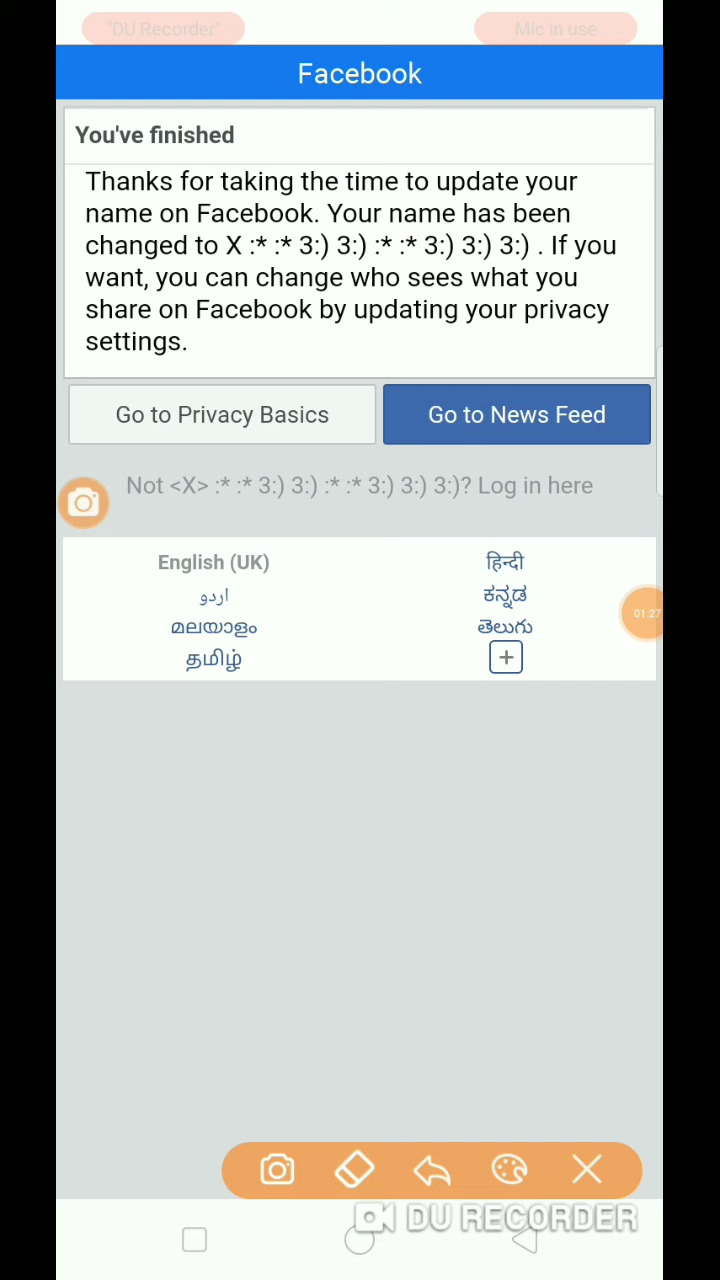 "DU Recorder" Mic in use
Facebook
You've finished
Thanks for taking the time to update your
name on Facebook. Your name has been
changed to X :* :* 3:) 3:) :* :* 3:) 3:) 3:) . If you
want, you can change who sees what you
share on Facebook by updating your privacy
settings.
Go to Privacy Basics Go to News Feed
Not <X> :* :* 3:) 3:) :* :* 3:) 3:) 3:)? Log in here
English (UK) हिन्दी
اردو ಕನ್ನಡ
01:27
മലയാളം తెలుగు
தமிழ் +
DU RECORDER